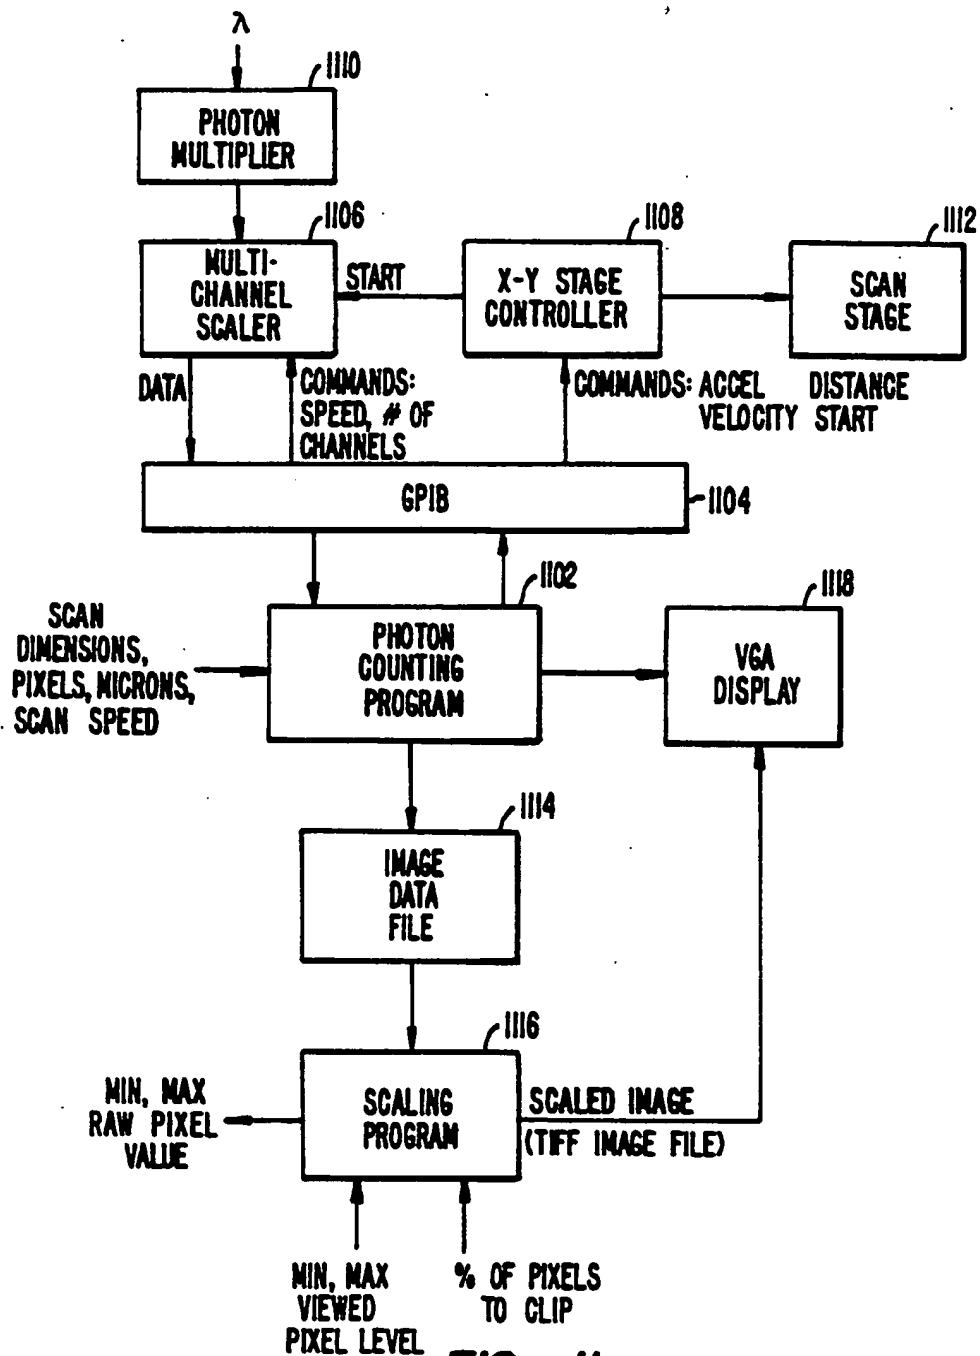 λ
1110
PHOTON
MULTIPLIER
1106
MULTI-
CHANNEL
SCALER
START
1108
X-Y STAGE
CONTROLLER
1112
SCAN
STAGE
DATA
COMMANDS:
SPEED, # OF
CHANNELS
COMMANDS: ACCEL DISTANCE
VELOCITY START
GPIB
1104
1102
SCAN
DIMENSIONS,
PIXELS, MICRONS,
SCAN SPEED
PHOTON
COUNTING
PROGRAM
1118
VGA
DISPLAY
1114
IMAGE
DATA
FILE
1116
MIN, MAX
RAW PIXEL
VALUE
SCALING
PROGRAM
SCALED IMAGE
(TIFF IMAGE FILE)
MIN, MAX
VIEWED
PIXEL LEVEL
% OF PIXELS
TO CLIP